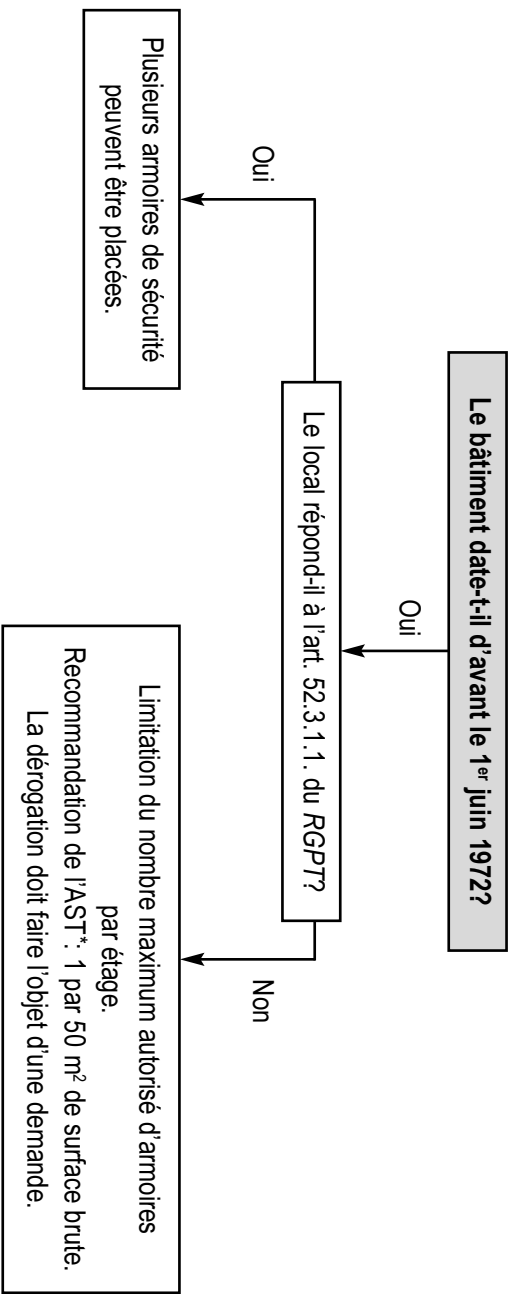 Le bâtiment date-t-il d'avant le 1er juin 1972?
Oui
Le local répond-il à l'art. 52.3.1.1. du RGPT?
Oui
Non
Plusieurs armoires de sécurité
peuvent être placées.
Limitation du nombre maximum autorisé d'armoires
par étage.
Recommandation de l'AST*: 1 par 50 m² de surface brute.
La dérogation doit faire l'objet d'une demande.